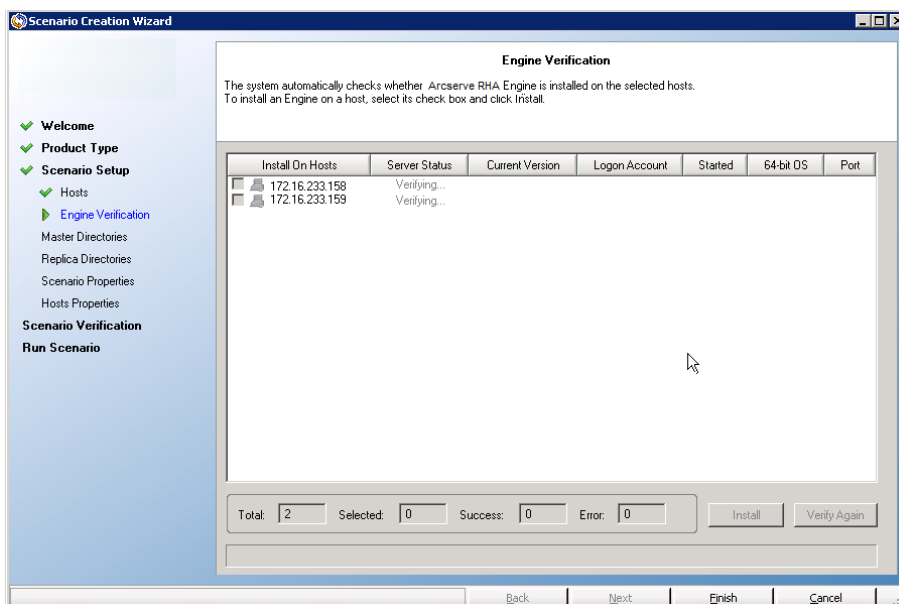 Scenario Creation Wizard
Welcome
Product Type
Scenario Setup
Hosts
Engine Verification
Master Directories
Replica Directories
Scenario Properties
Hosts Properties
Scenario Verification
Run Scenario
Engine Verification
The system automatically checks whether Arcserve RHA Engine is installed on the selected hosts.
To install an Engine on a host, select its check box and click Install.
Install On Hosts Server Status Current Version Logon Account Started 64-bit OS Port
172.16.233.158 Verifying...
172.16.233.159 Verifying...
Total: 2 Selected: 0 Success: 0 Error: 0 Install Verify Again
Back Next Finish Cancel